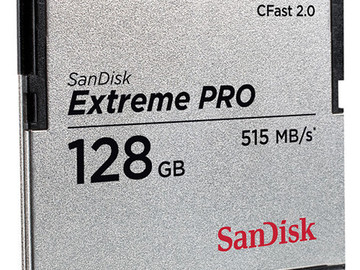 CFast 2.0
SanDisk
Extreme PRO
128 GB 515 MB/s*
SanDisk